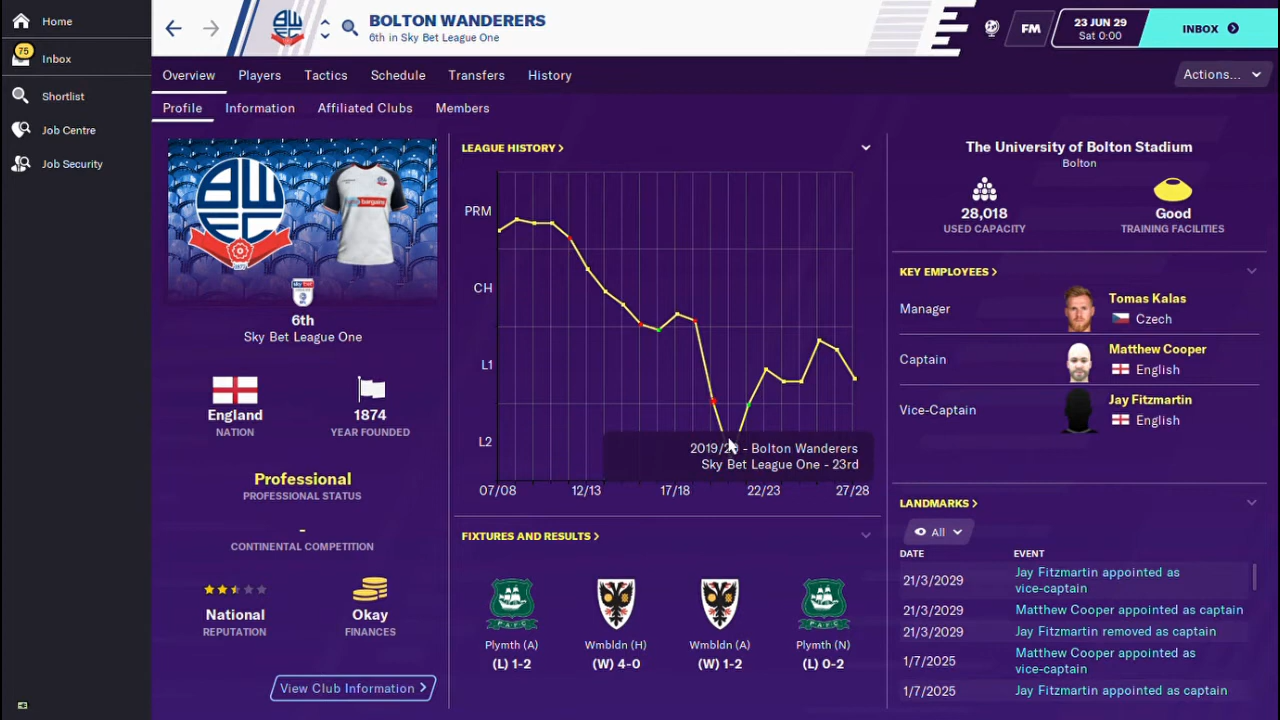 Home
75
Inbox
Shortlist
Job Centre
Job Security
BOLTON WANDERERS
6th in Sky Bet League One
FM
23 JUN 29
Sat 0:00
INBOX
Overview
Players
Tactics
Schedule
Transfers
History
Actions...
Profile
Information
Affiliated Clubs
Members
6th
Sky Bet League One
England
NATION
1874
YEAR FOUNDED
Professional
PROFESSIONAL STATUS
-
CONTINENTAL COMPETITION
National
REPUTATION
Okay
FINANCES
View Club Information >
LEAGUE HISTORY >
PRM
CH
L1
L2
2019/20 - Bolton Wanderers
Sky Bet League One - 23rd
07/08
12/13
17/18
22/23
27/28
FIXTURES AND RESULTS >
Plymth (A)
(L) 1-2
Wmbldn (H)
(W) 4-0
Wmbldn (A)
(W) 1-2
Plymth (N)
(L) 0-2
The University of Bolton Stadium
Bolton
28,018
USED CAPACITY
Good
TRAINING FACILITIES
KEY EMPLOYEES >
Manager
Tomas Kalas
Czech
Captain
Matthew Cooper
English
Vice-Captain
Jay Fitzmartin
English
LANDMARKS >
All
DATE
EVENT
21/3/2029
Jay Fitzmartin appointed as
vice-captain
21/3/2029
Matthew Cooper appointed as captain
21/3/2029
Jay Fitzmartin removed as captain
1/7/2025
Matthew Cooper appointed as
vice-captain
1/7/2025
Jay Fitzmartin appointed as captain